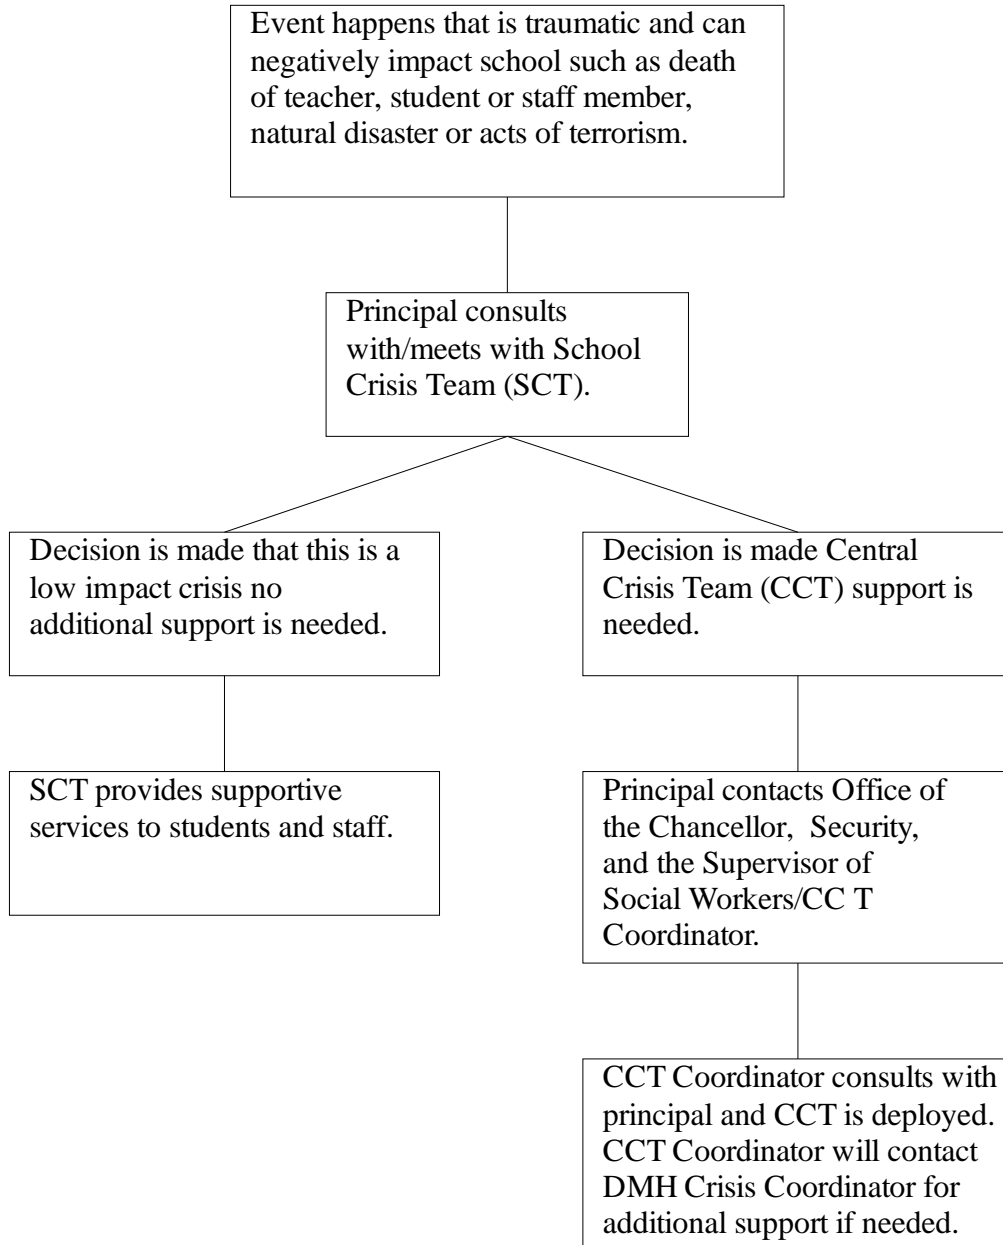 Event happens that is traumatic and can
negatively impact school such as death
of teacher, student or staff member,
natural disaster or acts of terrorism.
Principal consults
with/meets with School
Crisis Team (SCT).
Decision is made that this is a
low impact crisis no
additional support is needed.
Decision is made Central
Crisis Team (CCT) support is
needed.
SCT provides supportive
services to students and staff.
Principal contacts Office of
the Chancellor,  Security,
and the Supervisor of
Social Workers/CC T
Coordinator.
CCT Coordinator consults with
principal and CCT is deployed.
CCT Coordinator will contact
DMH Crisis Coordinator for
additional support if needed.